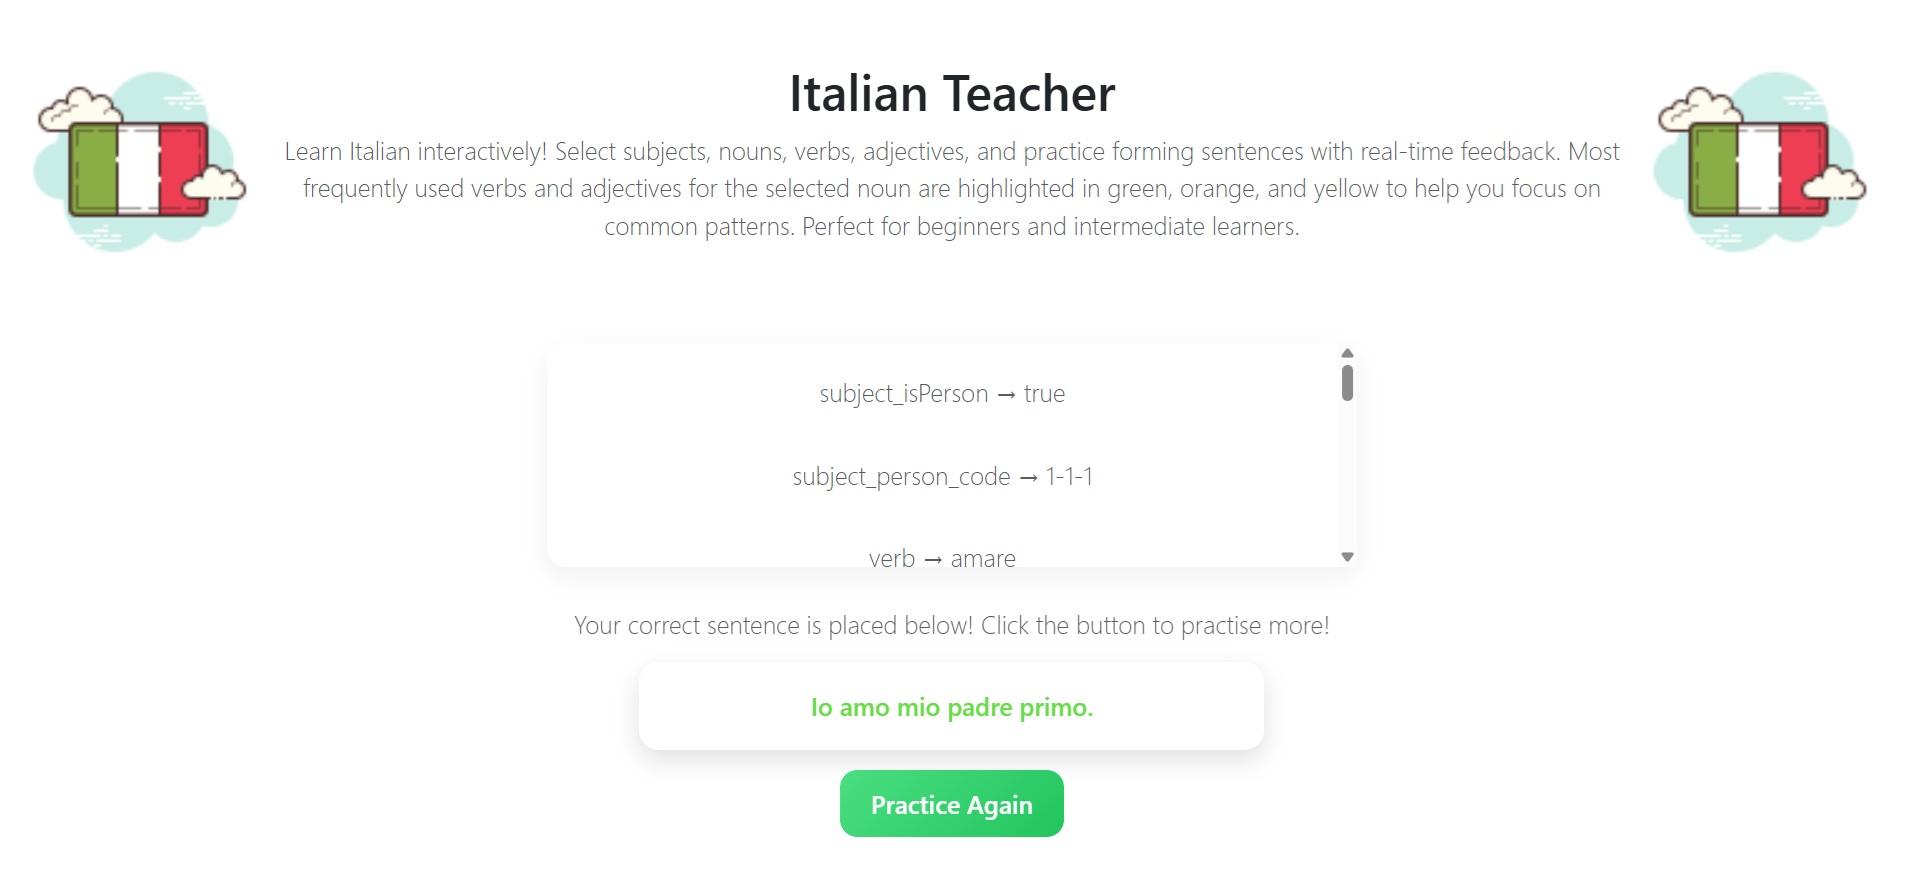 Italian Teacher
Learn Italian interactively! Select subjects, nouns, verbs, adjectives, and practice forming sentences with real-time feedback. Most
frequently used verbs and adjectives for the selected noun are highlighted in green, orange, and yellow to help you focus on
common patterns. Perfect for beginners and intermediate learners.
subject_isPerson → true
subject_person_code → 1-1-1
verb → amare
Your correct sentence is placed below! Click the button to practise more!
Io amo mio padre primo.
Practice Again